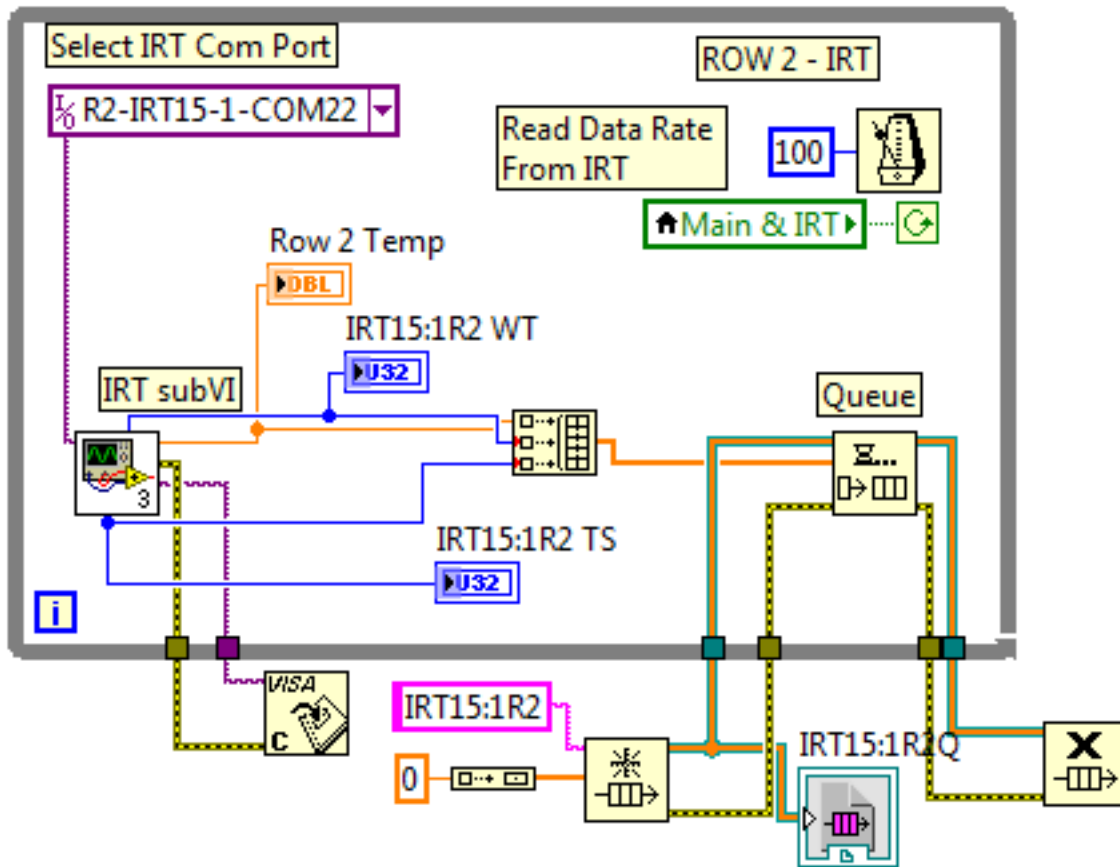 Select IRT Com Port
ROW 2 - IRT
I/O R2-IRT15-1-COM22
Read Data Rate
From IRT
100
Main & IRT
Row 2 Temp
DBL
IRT15:1R2 WT
U32
IRT subVI
Queue
3
IRT15:1R2 TS
U32
i
VISA
C
IRT15:1R2
IRT15:1R2Q
0
X